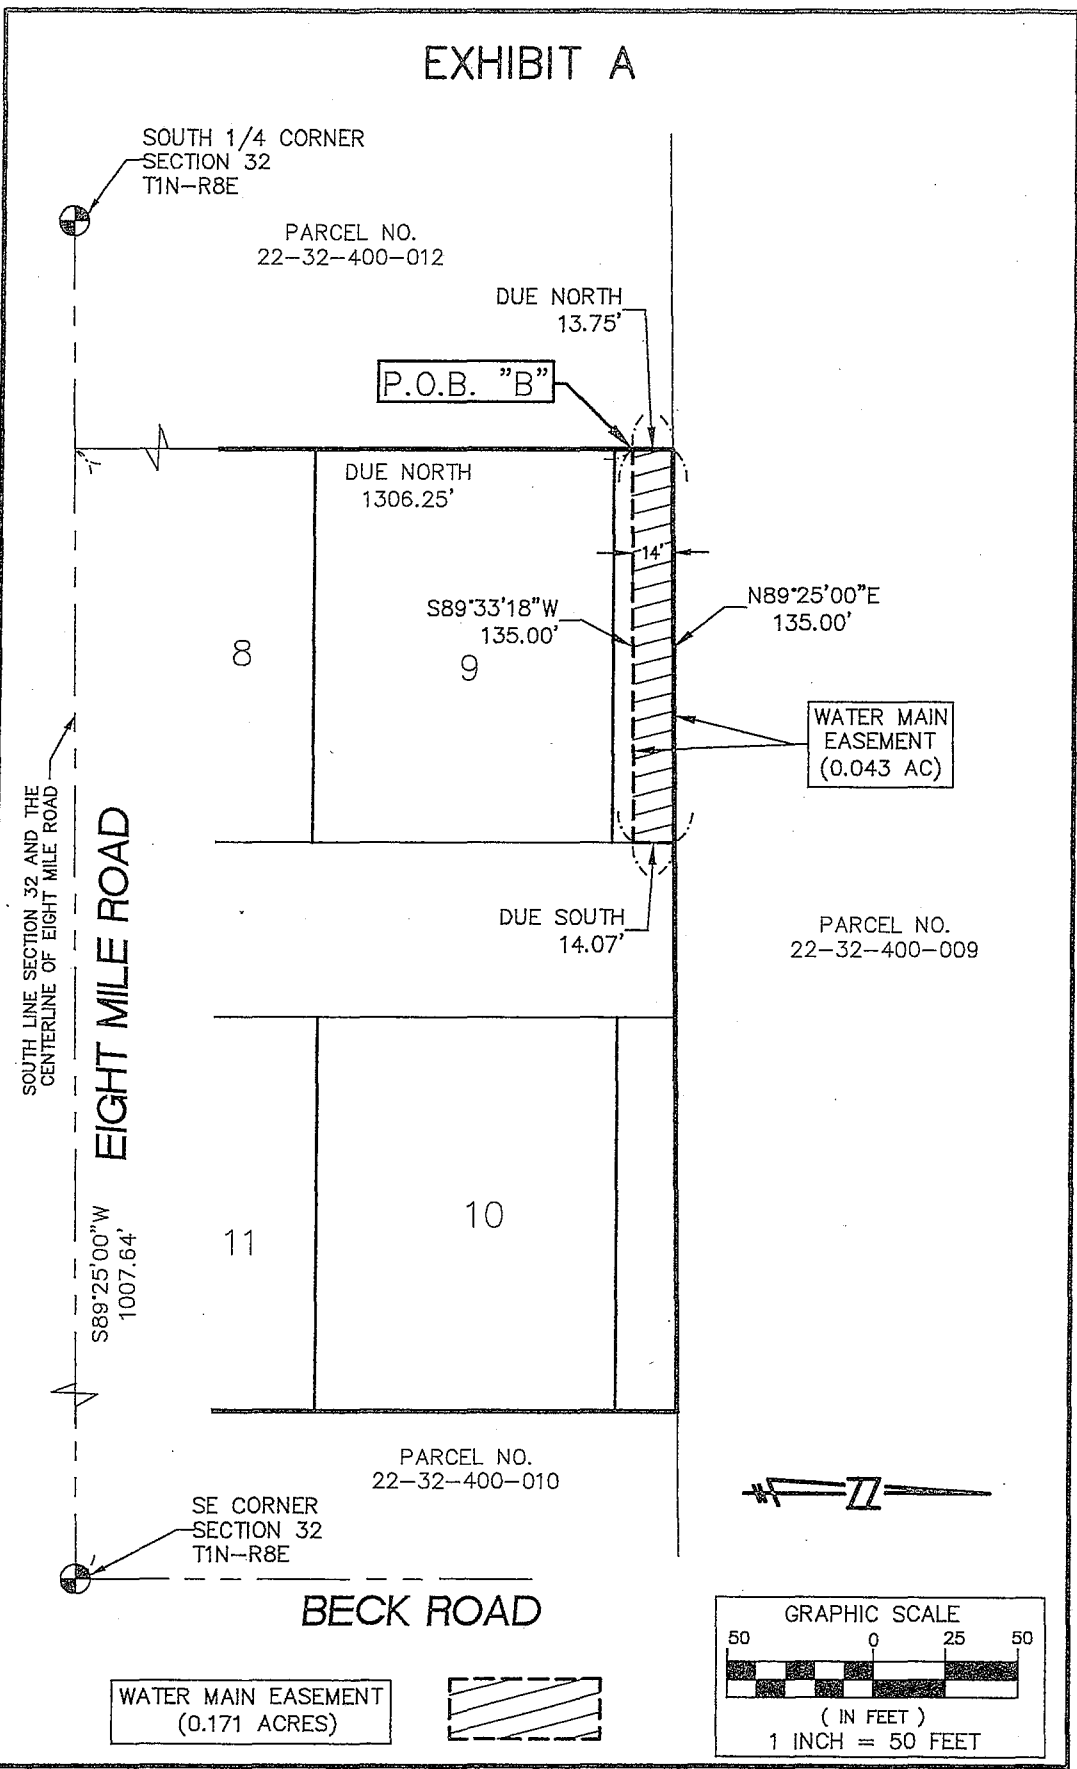 EXHIBIT A
SOUTH 1/4 CORNER
SECTION 32
T1N-R8E
PARCEL NO.
22-32-400-012
DUE NORTH
13.75'
P.O.B. "B"
DUE NORTH
1306.25'
14'
S89°33'18"W
135.00'
N89°25'00"E
135.00'
8
9
WATER MAIN
EASEMENT
(0.043 AC)
SOUTH LINE SECTION 32 AND THE
CENTERLINE OF EIGHT MILE ROAD
EIGHT MILE ROAD
DUE SOUTH
14.07'
PARCEL NO.
22-32-400-009
S89°25'00"W
1007.64'
11
10
PARCEL NO.
22-32-400-010
SE CORNER
SECTION 32
T1N-R8E
BECK ROAD
N
WATER MAIN EASEMENT
(0.171 ACRES)
GRAPHIC SCALE
50 0 25 50
( IN FEET )
1 INCH = 50 FEET